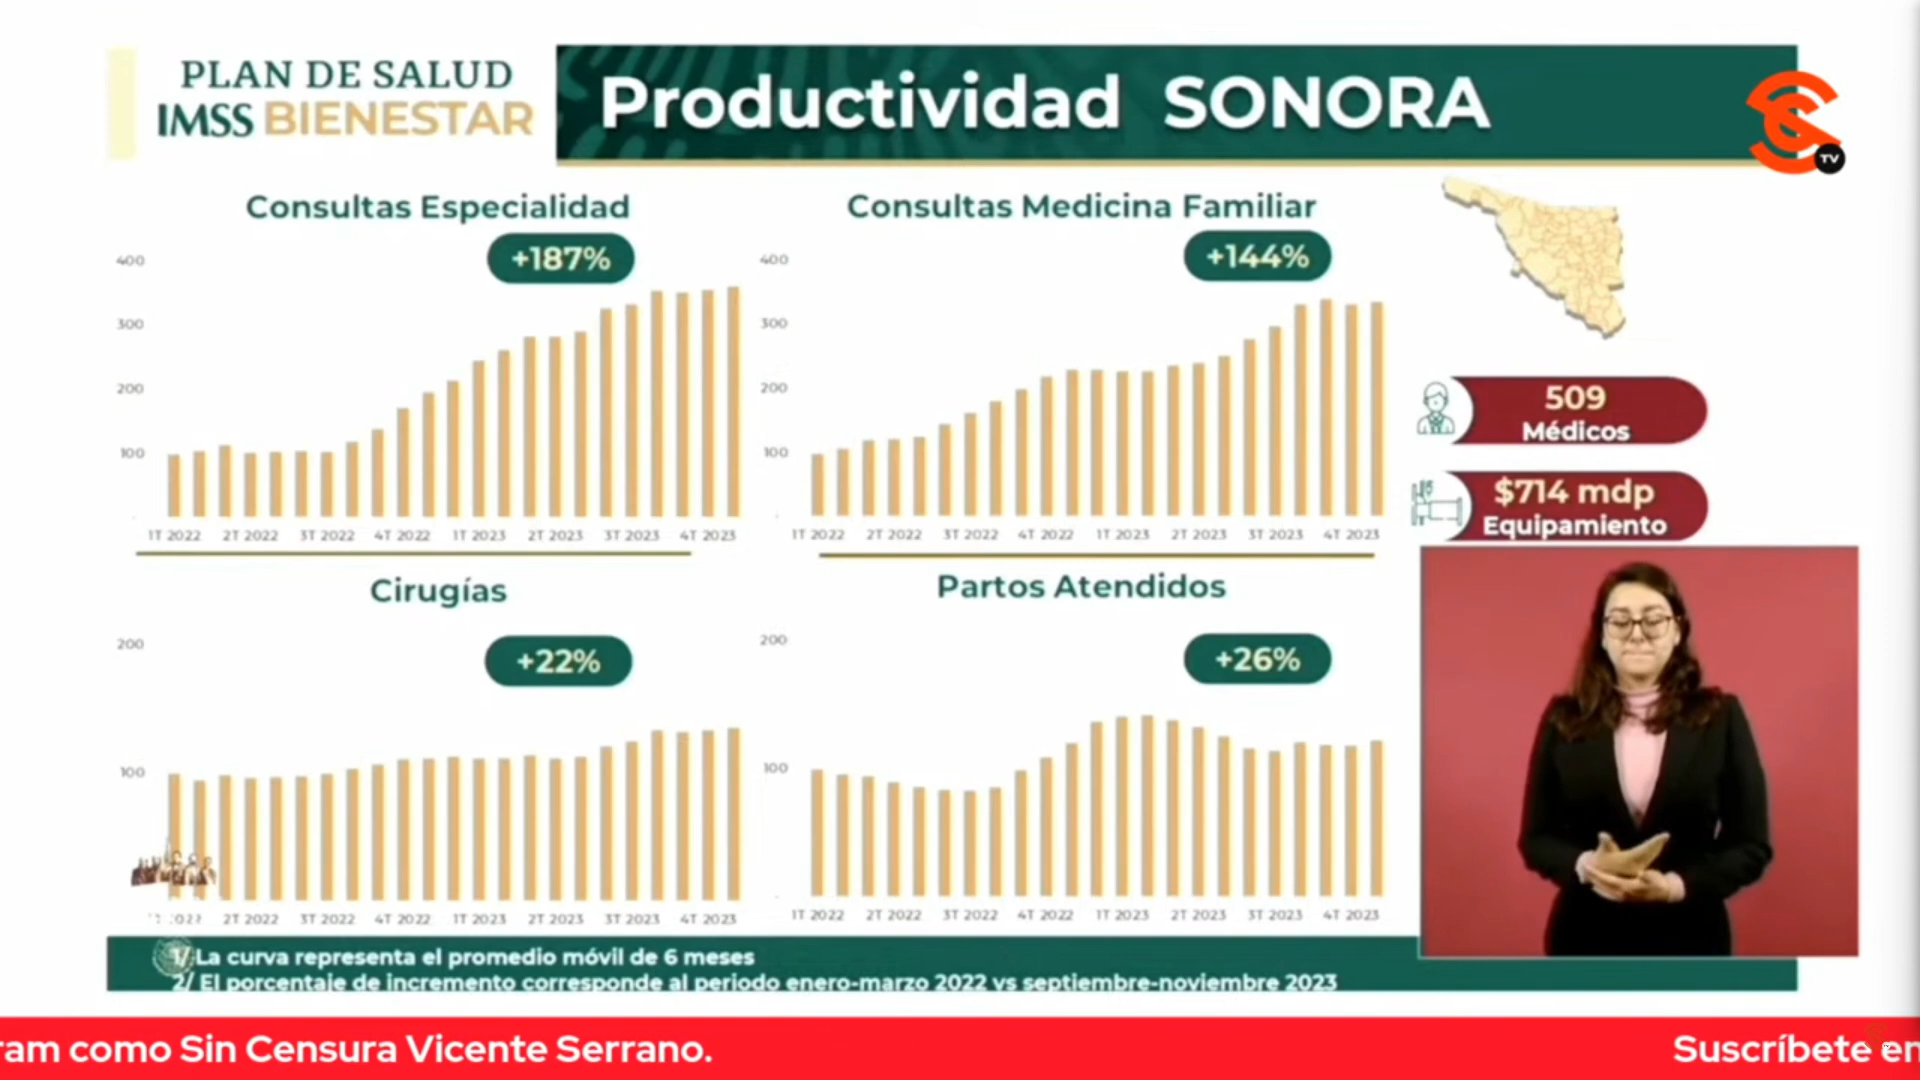 PLAN DE SALUD
IMSS BIENESTAR
Productividad SONORA
TV
Consultas Especialidad
+187%
400
300
200
100
1T 2022 2T 2022 3T 2022 4T 2022 1T 2023 2T 2023 3T 2023 4T 2023
Consultas Medicina Familiar
+144%
400
300
200
100
1T 2022 2T 2022 3T 2022 4T 2022 1T 2023 2T 2023 3T 2023 4T 2023
509
Médicos
$714 mdp
Equipamiento
Cirugías
+22%
200
100
2T 2022 3T 2022 4T 2022 1T 2023 2T 2023 3T 2023 4T 2023
Partos Atendidos
+26%
200
100
1T 2022 2T 2022 3T 2022 4T 2022 1T 2023 2T 2023 3T 2023 4T 2023
1/ La curva representa el promedio móvil de 6 meses
2/ El porcentaje de incremento corresponde al periodo enero-marzo 2022 vs septiembre-noviembre 2023
ram como Sin Censura Vicente Serrano. Suscríbete en